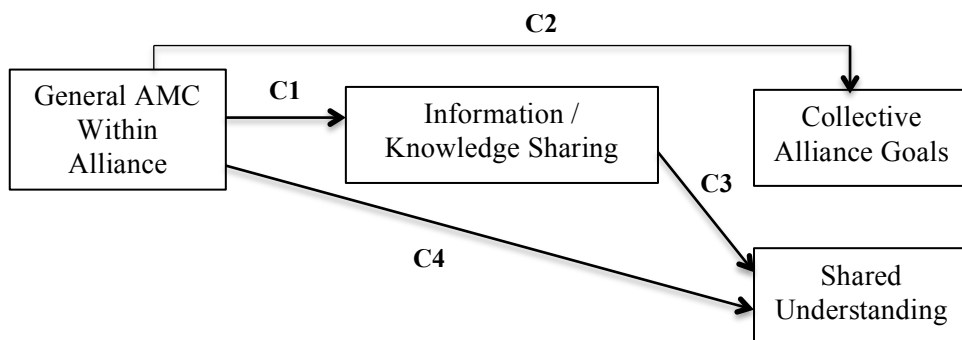 C2
General AMC
Within
Alliance
C1
Information /
Knowledge Sharing
Collective
Alliance Goals
C3
C4
Shared
Understanding